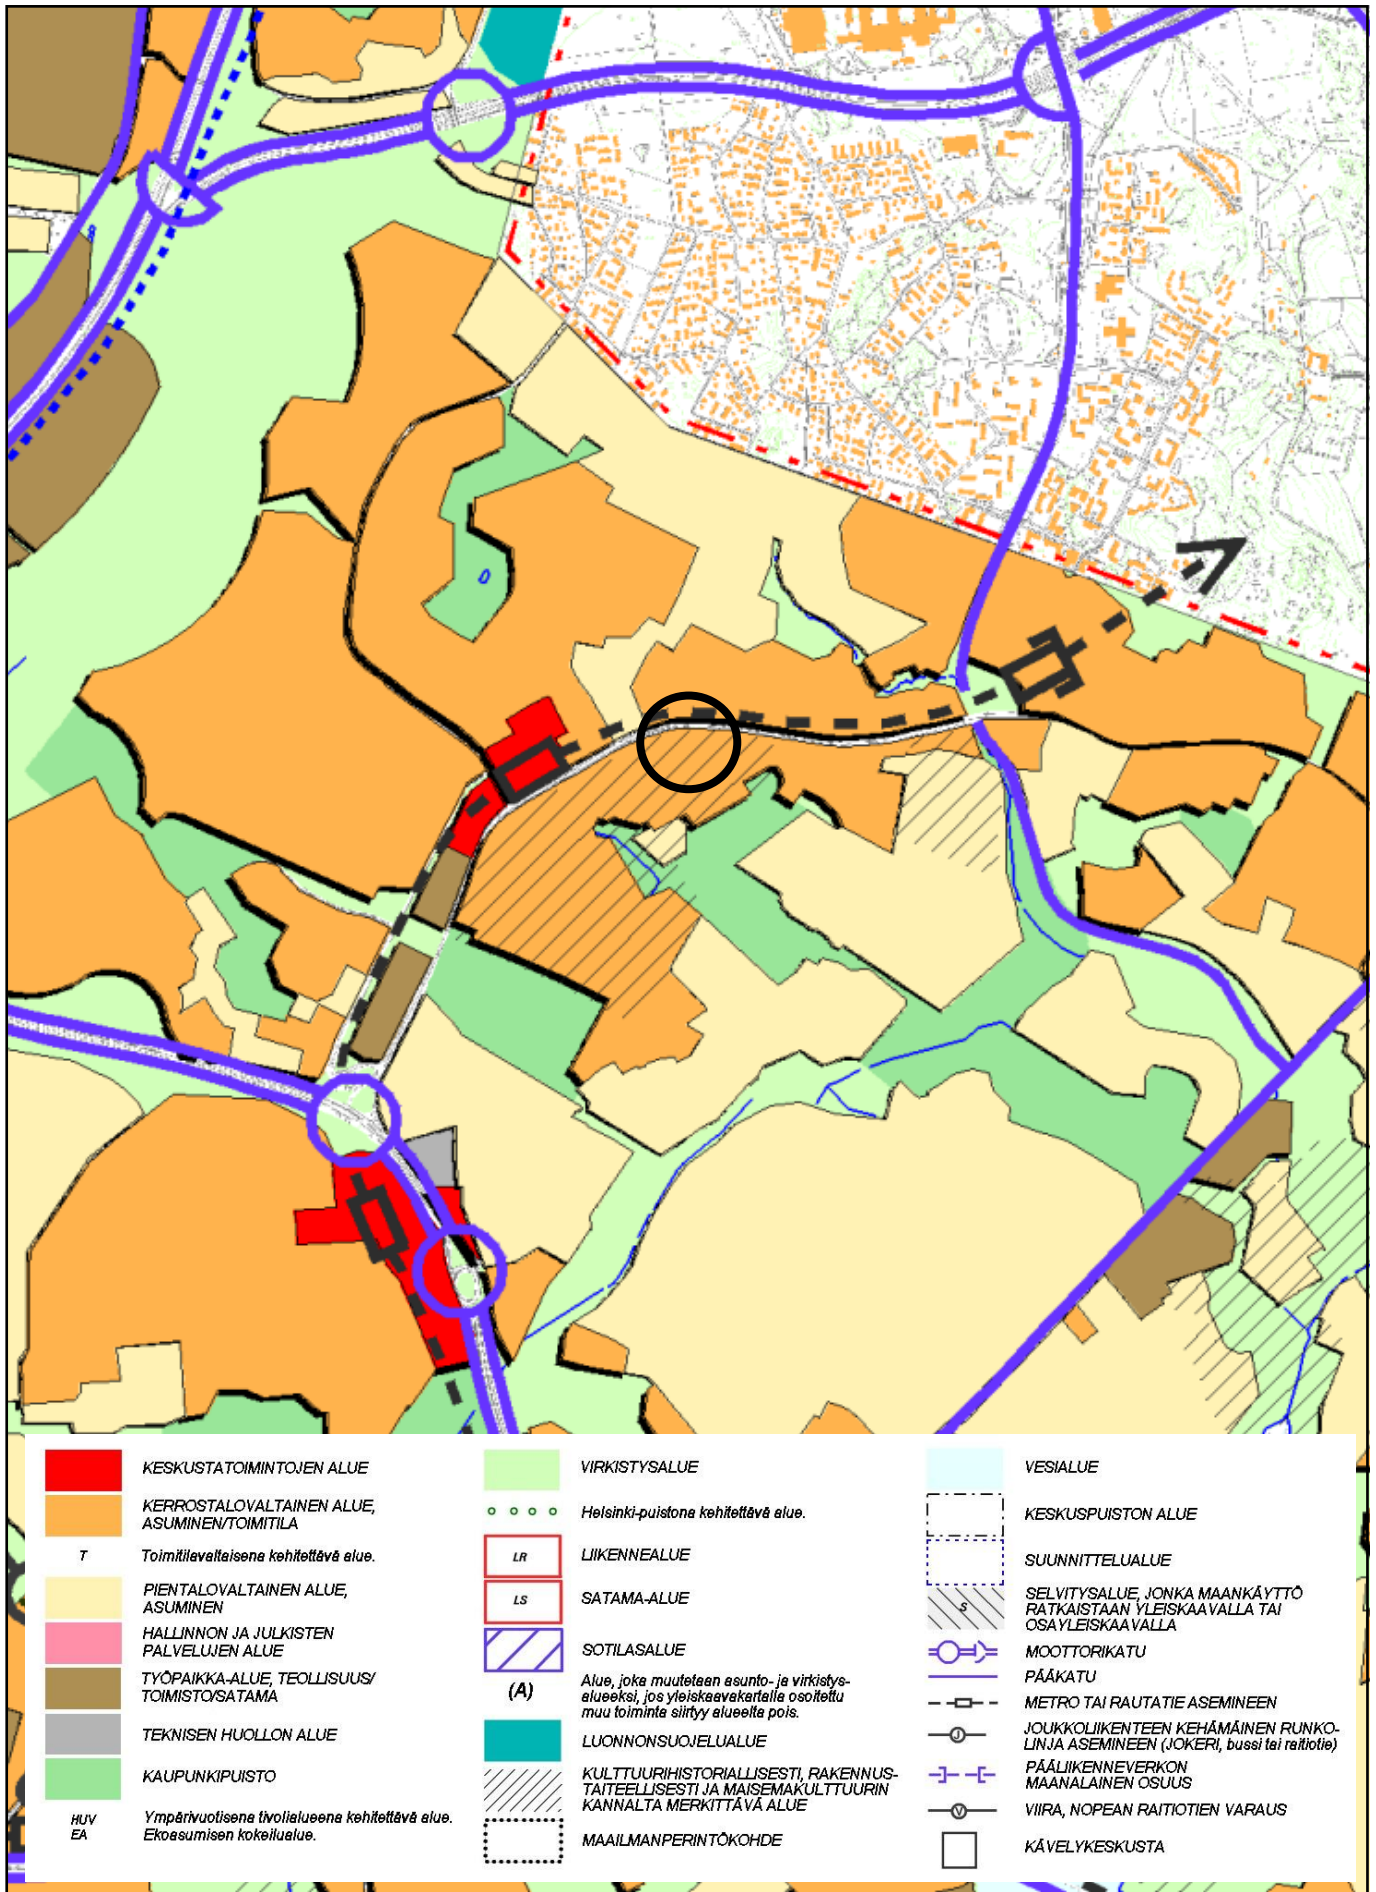 KESKUSTATOIMINTOJEN ALUE
KERROSTALOVALTAINEN ALUE,
ASUMINEN/TOIMITILA
T Toimitilavaltaisena kehitettävä alue.
PIENTALOVALTAINEN ALUE,
ASUMINEN
HALLINNON JA JULKISTEN
PALVELUJEN ALUE
TYÖPAIKKA-ALUE, TEOLLISUUS/
TOIMISTO/SATAMA
TEKNISEN HUOLLON ALUE
KAUPUNKIPUISTO
HUV Ympärivuotisena tivolialueena kehitettävä alue.
EA Ekoasumisen kokeilualue.
VIRKISTYSALUE
Helsinki-puistona kehitettävä alue.
LR LIIKENNEALUE
LS SATAMA-ALUE
SOTILASALUE
(A) Alue, joka muutetaan asunto- ja virkistys-
alueeksi, jos yleiskaavakartalla osoitettu
muu toiminta siirtyy alueelta pois.
LUONNONSUOJELUALUE
KULTTUURIHISTORIALLISESTI, RAKENNUS-
TAITEELLISESTI JA MAISEMAKULTTUURIN
KANNALTA MERKITTÄVÄ ALUE
MAAILMANPERINTÖKOHDE
VESIALUE
KESKUSPUISTON ALUE
SUUNNITTELUALUE
S SELVITYSALUE, JONKA MAANKÄYTTÖ
RATKAISTAAN YLEISKAAVALLA TAI
OSAYLEISKAAVALLA
MOOTTORIKATU
PÄÄKATU
METRO TAI RAUTATIE ASEMINEEN
J JOUKKOLIIKENTEEN KEHÄMÄINEN RUNKO-
LINJA ASEMINEEN (JOKERI, bussi tai raitiotie)
PÄÄLIIKENNEVERKON
MAANALAINEN OSUUS
V VIIRA, NOPEAN RAITIOTIEN VARAUS
KÄVELYKESKUSTA